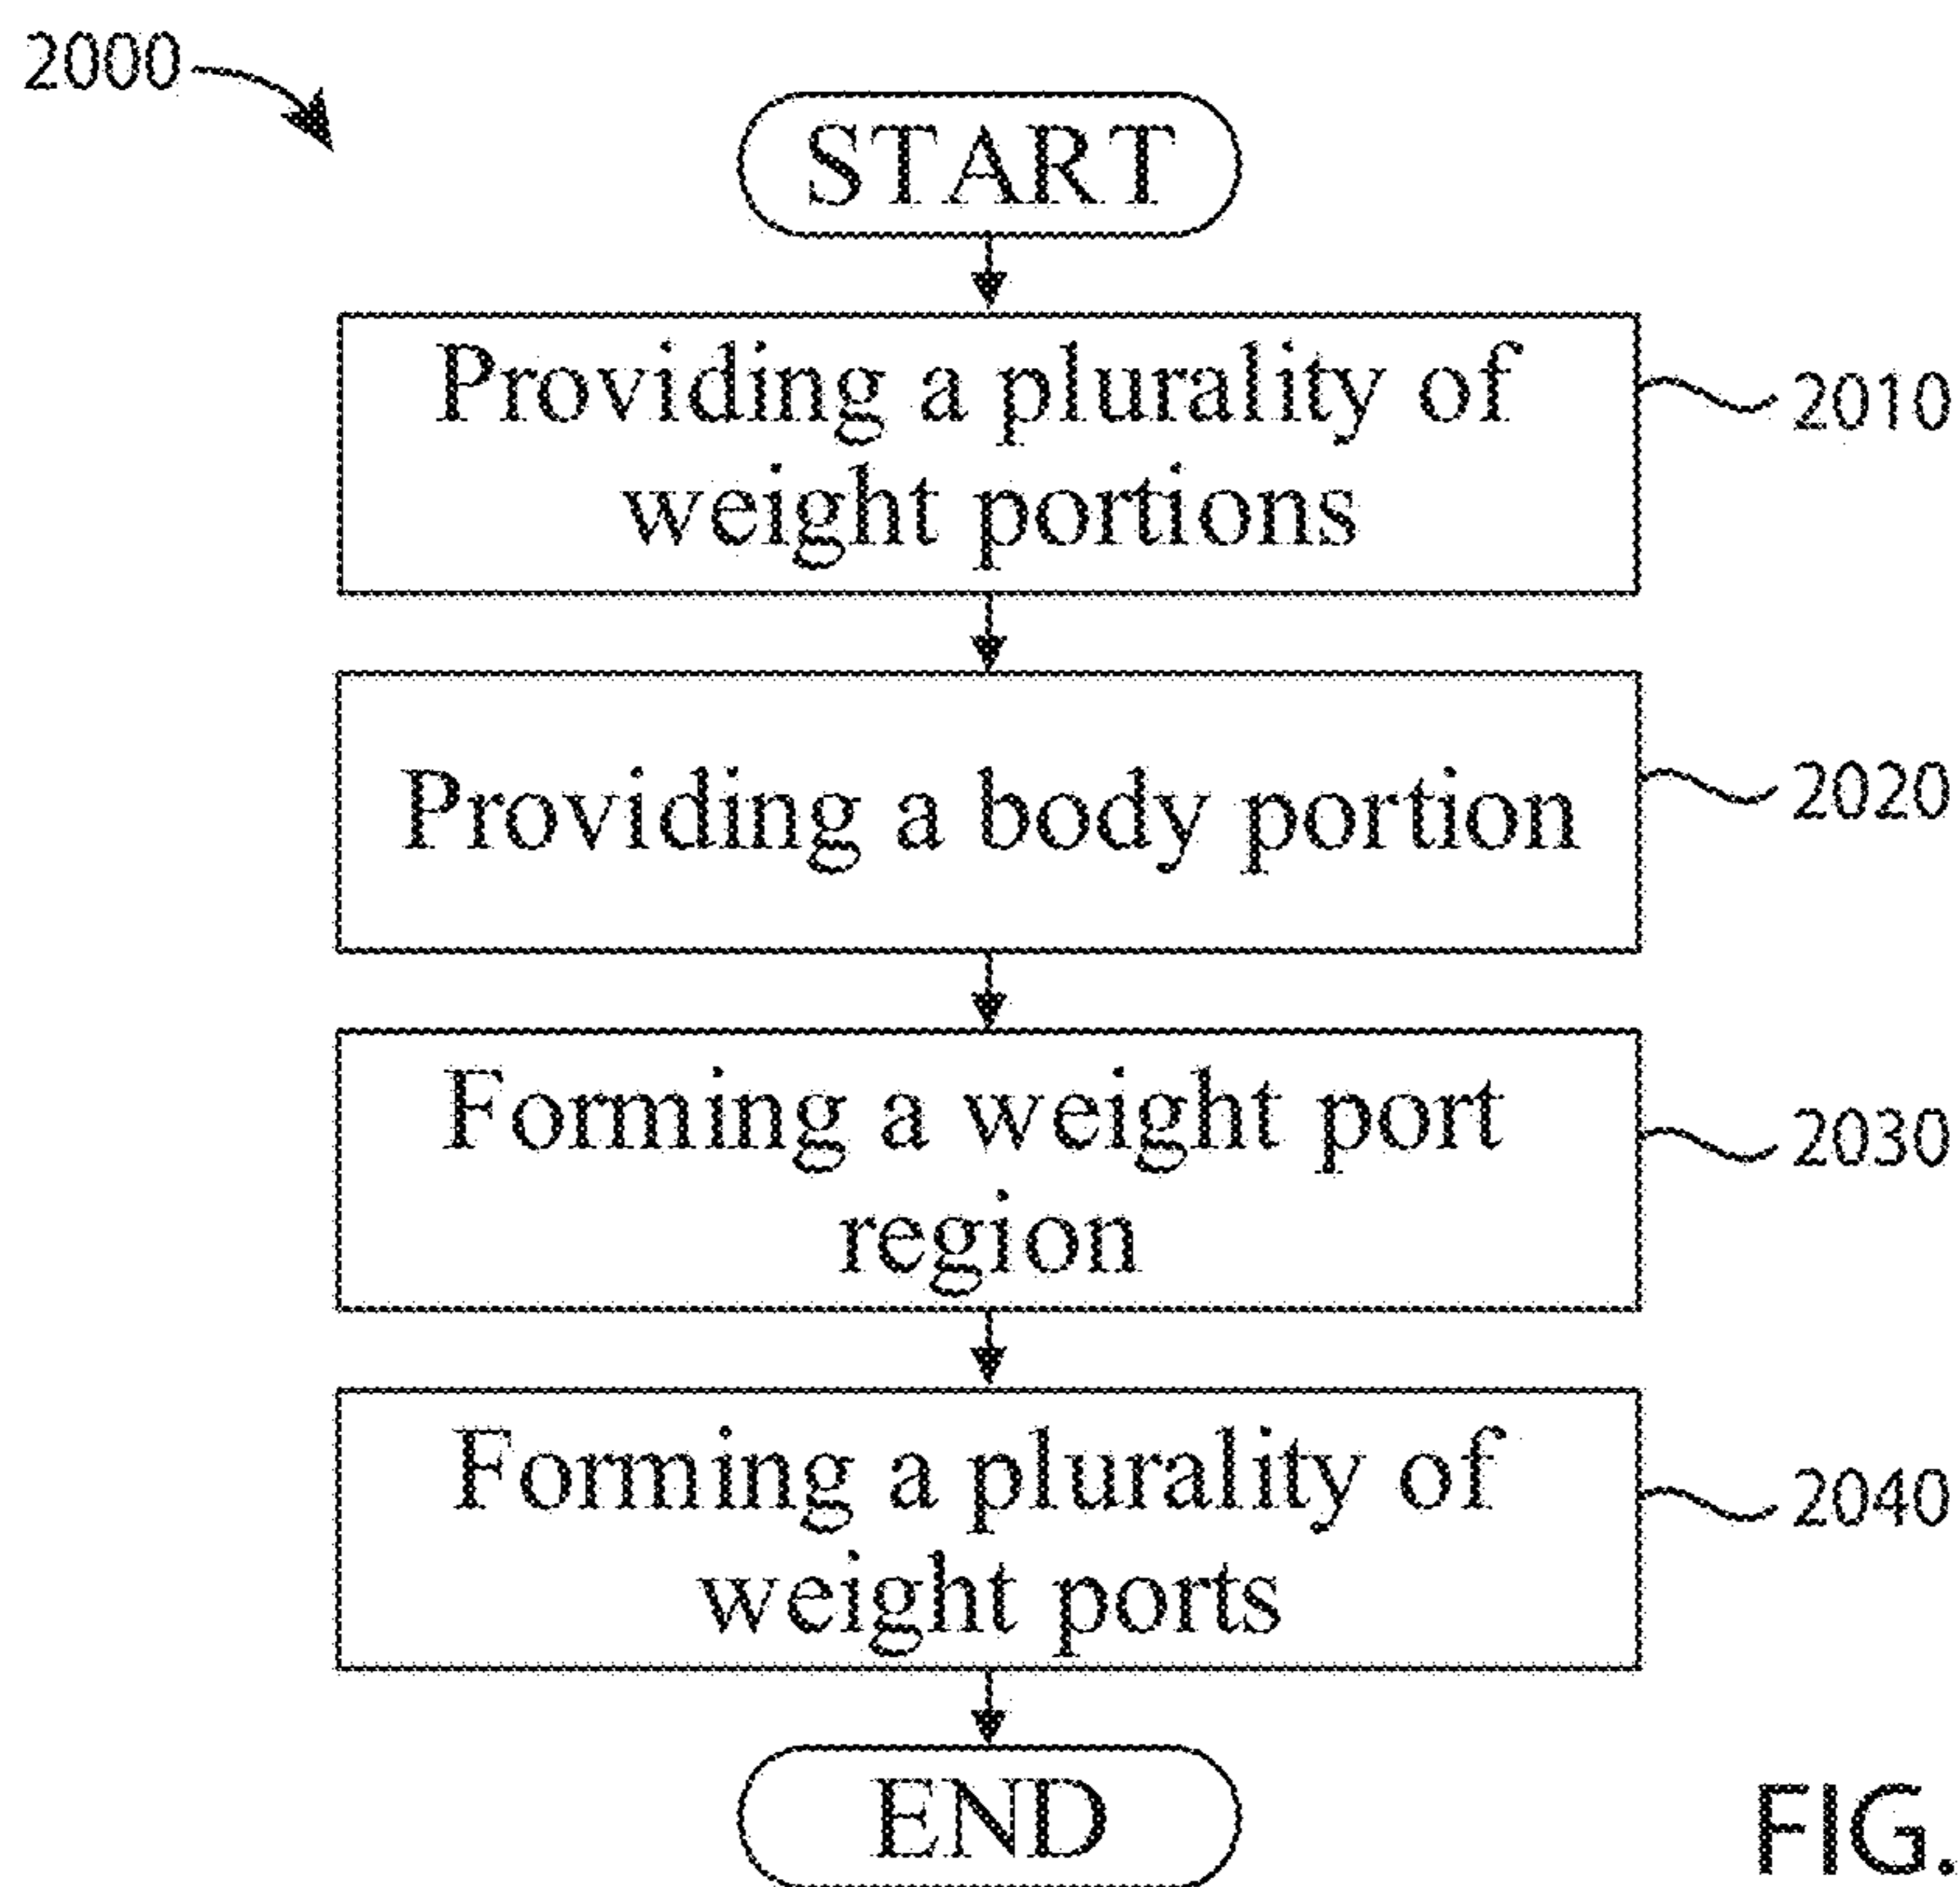 2000
START
Providing a plurality of
weight portions
2010
Providing a body portion
2020
Forming a weight port
region
2030
Forming a plurality of
weight ports
2040
END
FIG.